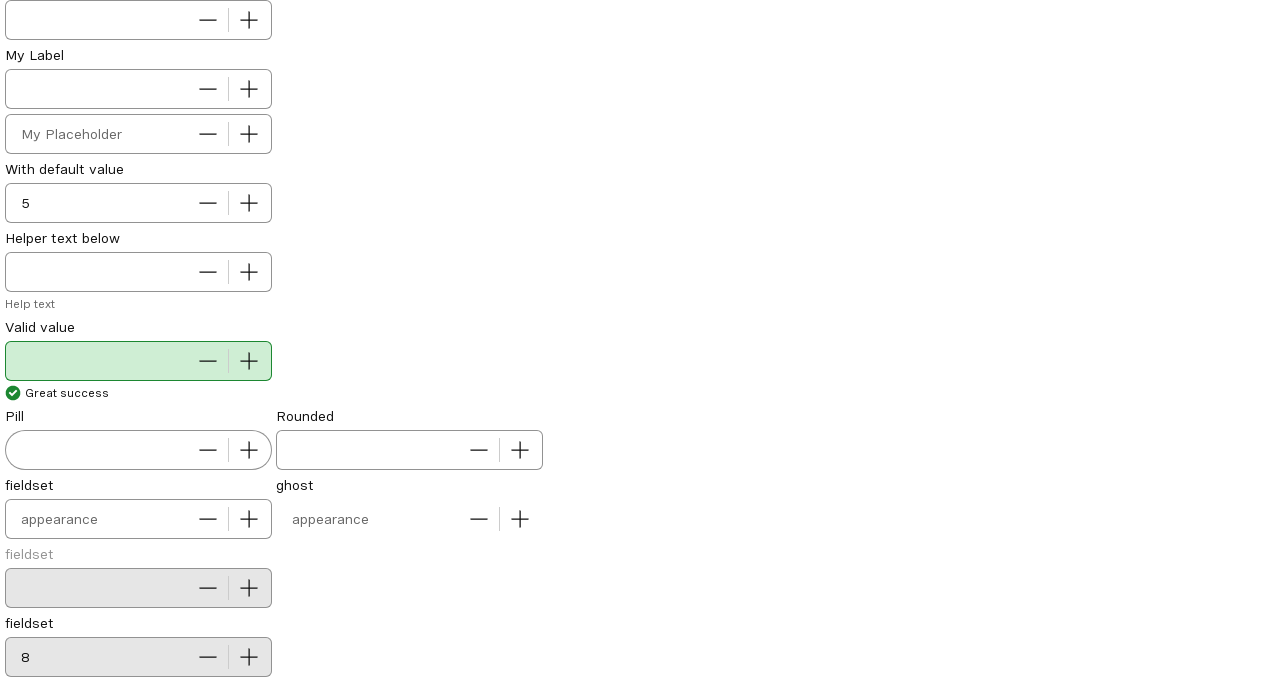 My Label
My Placeholder
With default value
5
Helper text below
Help text
Valid value
Great success
Pill
Rounded
fieldset
ghost
appearance
appearance
fieldset
fieldset
8